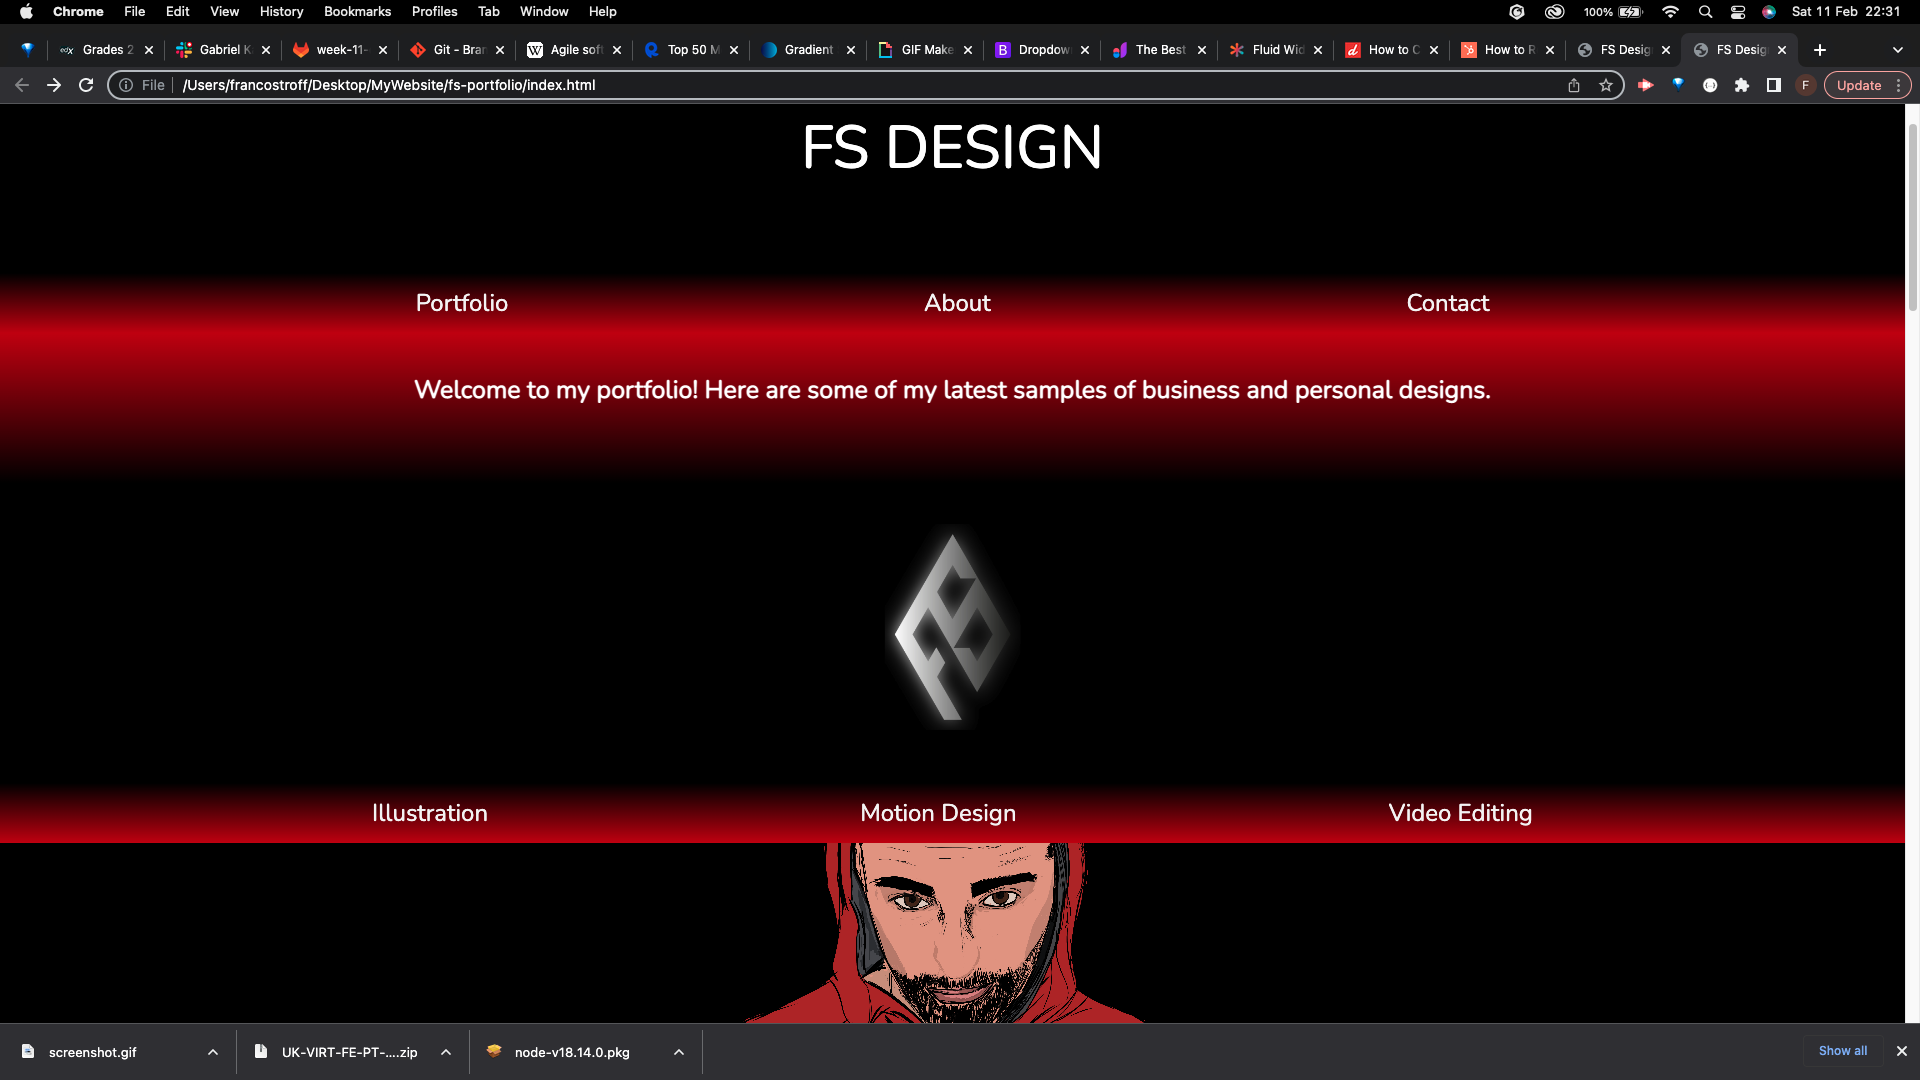 Chrome File Edit View History Bookmarks Profiles Tab Window Help 100% Sat 11 Feb 22:31
edX Grades 2 Gabriel K week-11- Git - Bran W Agile soft Top 50 M Gradient GIF Make B Dropdow The Best Fluid Wid d How to C How to R FS Desig FS Desig
File /Users/francostroff/Desktop/MyWebsite/fs-portfolio/index.html F Update
FS DESIGN
Portfolio About Contact
Welcome to my portfolio! Here are some of my latest samples of business and personal designs.
Illustration Motion Design Video Editing
screenshot.gif UK-VIRT-FE-PT-....zip node-v18.14.0.pkg Show all